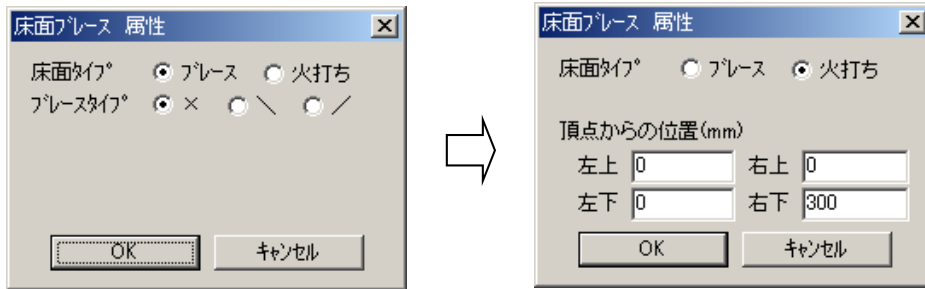 床面ﾌﾞﾚｰｽ 属性
床面ﾀｲﾌﾟ ﾌﾞﾚｰｽ 火打ち
ﾌﾞﾚｰｽﾀｲﾌﾟ × ＼ ／
OK ｷｬﾝｾﾙ
床面ﾌﾞﾚｰｽ 属性
床面ﾀｲﾌﾟ ﾌﾞﾚｰｽ 火打ち
頂点からの位置(mm)
左上 0 右上 0
左下 0 右下 300
OK ｷｬﾝｾﾙ